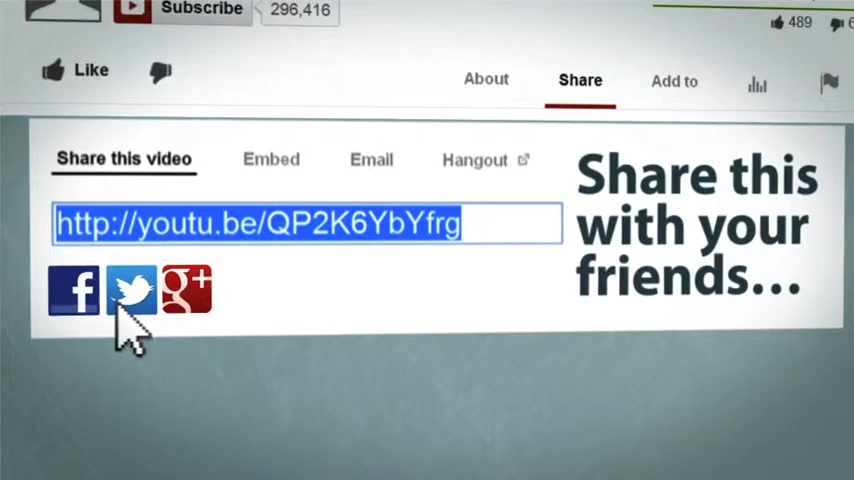 Subscribe 296,416
489 6
Like
About Share Add to
Share this video Embed Email Hangout
http://youtu.be/QP2K6YbYfrg
f g+
Share this
with your
friends...